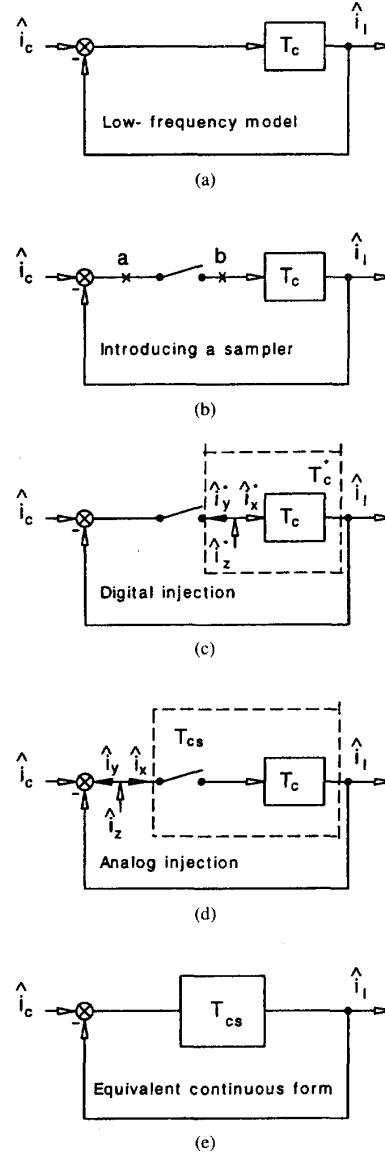 î_c
î_l
-
T_c
Low- frequency model
(a)
î_c
a
b
î_l
-
T_c
Introducing a sampler
(b)
î_c
î_y* î_x*
T_c*
î_l
-
T_c
î_z*
Digital injection
(c)
î_c
î_y î_x
T_cs
î_l
-
T_c
î_z
Analog injection
(d)
î_c
î_l
-
T_cs
Equivalent continuous form
(e)